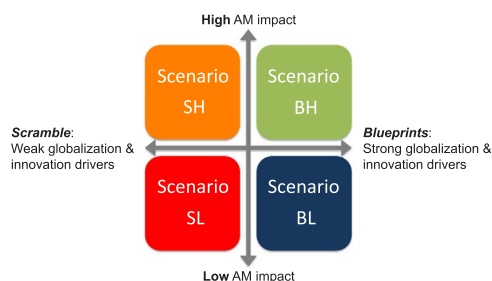 High AM impact
Scenario
SH
Scenario
BH
Scramble:
Weak globalization &
innovation drivers
Blueprints:
Strong globalization &
innovation drivers
Scenario
SL
Scenario
BL
Low AM impact